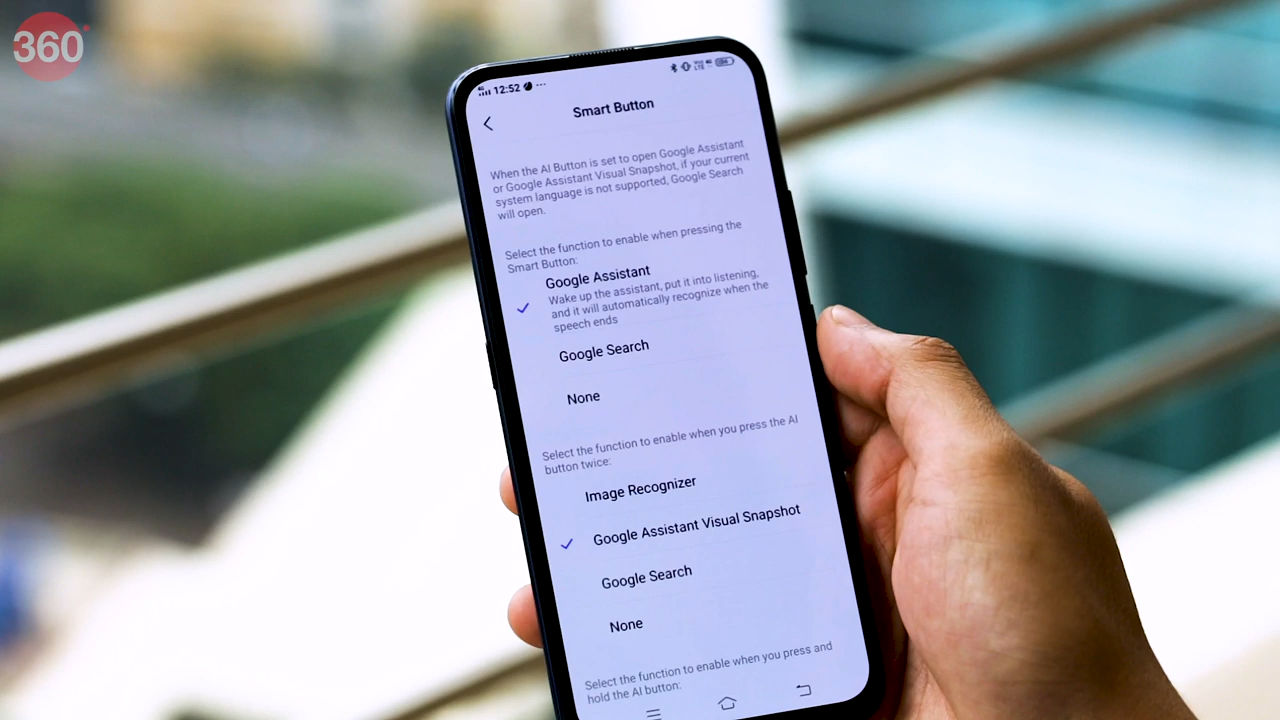 360
12:52
Smart Button
When the AI Button is set to open Google Assistant
or Google Assistant Visual Snapshot, if your current
system language is not supported, Google Search
will open.
Select the function to enable when pressing the
Smart Button:
Google Assistant
Wake up the assistant, put it into listening,
and it will automatically recognize when the
speech ends
Google Search
None
Select the function to enable when you press the AI
button twice:
Image Recognizer
Google Assistant Visual Snapshot
Google Search
None
Select the function to enable when you press and
hold the AI button: